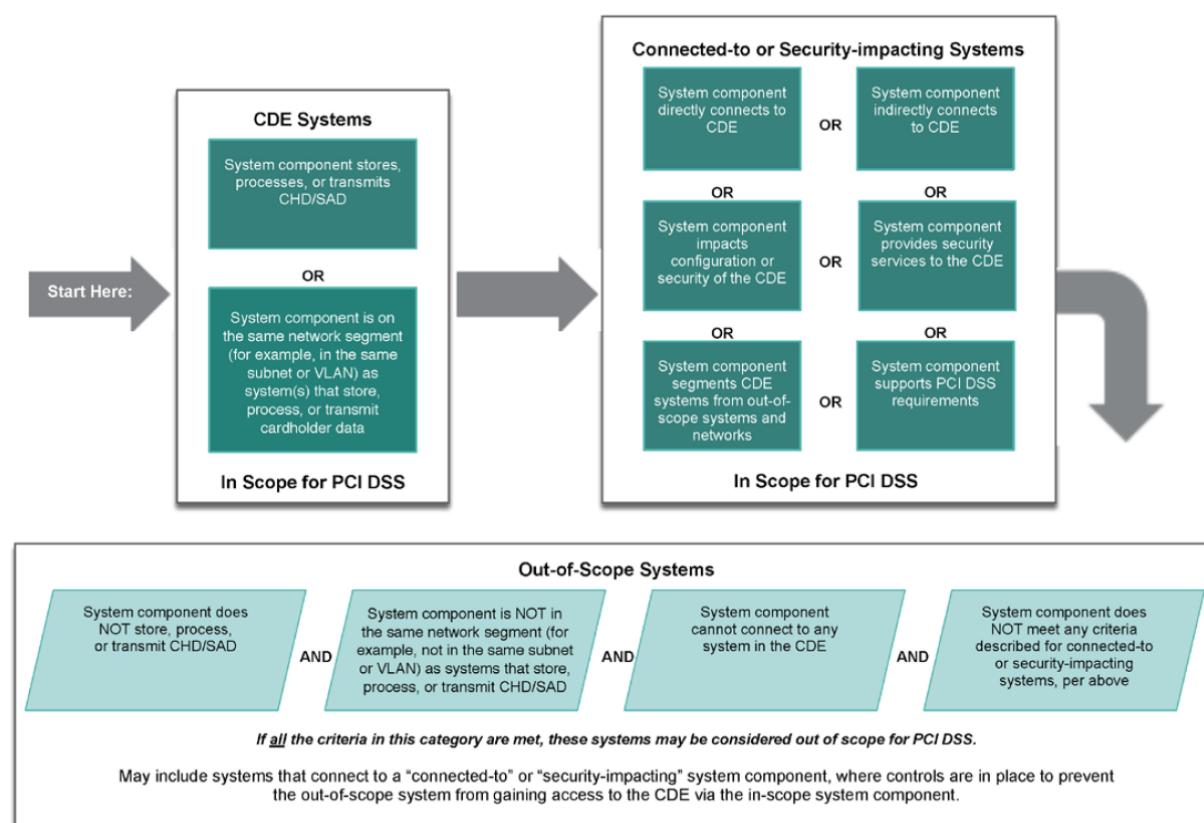 Start Here:
CDE Systems
System component stores,
processes, or transmits
CHD/SAD
OR
System component is on
the same network segment
(for example, in the same
subnet or VLAN) as
system(s) that store,
process, or transmit
cardholder data
In Scope for PCI DSS
Connected-to or Security-impacting Systems
System component
directly connects to
CDE
OR
System component
indirectly connects
to CDE
OR
OR
System component
impacts
configuration or
security of the CDE
OR
System component
provides security
services to the CDE
OR
OR
System component
segments CDE
systems from out-of-
scope systems and
networks
OR
System component
supports PCI DSS
requirements
In Scope for PCI DSS
Out-of-Scope Systems
System component does
NOT store, process,
or transmit CHD/SAD
AND
System component is NOT in
the same network segment (for
example, not in the same subnet
or VLAN) as systems that store,
process, or transmit CHD/SAD
AND
System component
cannot connect to any
system in the CDE
AND
System component does
NOT meet any criteria
described for connected-to
or security-impacting
systems, per above
If all the criteria in this category are met, these systems may be considered out of scope for PCI DSS.
May include systems that connect to a “connected-to” or “security-impacting” system component, where controls are in place to prevent
the out-of-scope system from gaining access to the CDE via the in-scope system component.